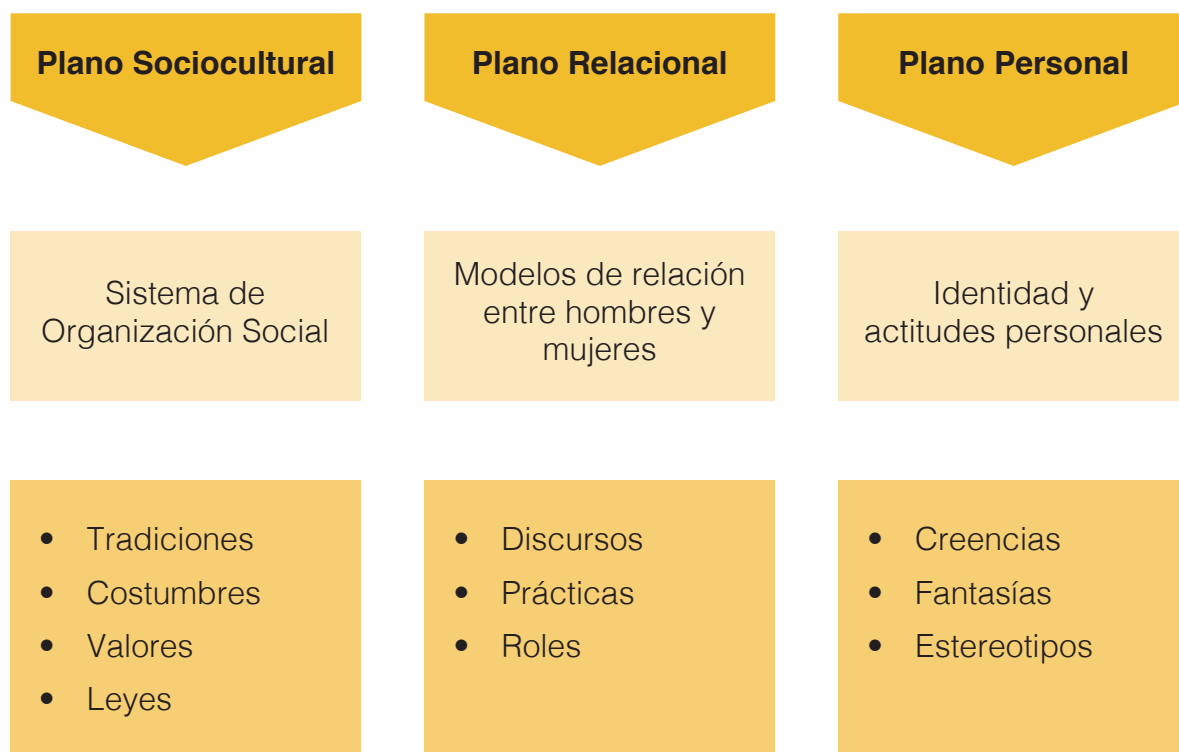 Plano Sociocultural
Sistema de
Organización Social
• Tradiciones
• Costumbres
• Valores
• Leyes
Plano Relacional
Modelos de relación
entre hombres y
mujeres
• Discursos
• Prácticas
• Roles
Plano Personal
Identidad y
actitudes personales
• Creencias
• Fantasías
• Estereotipos